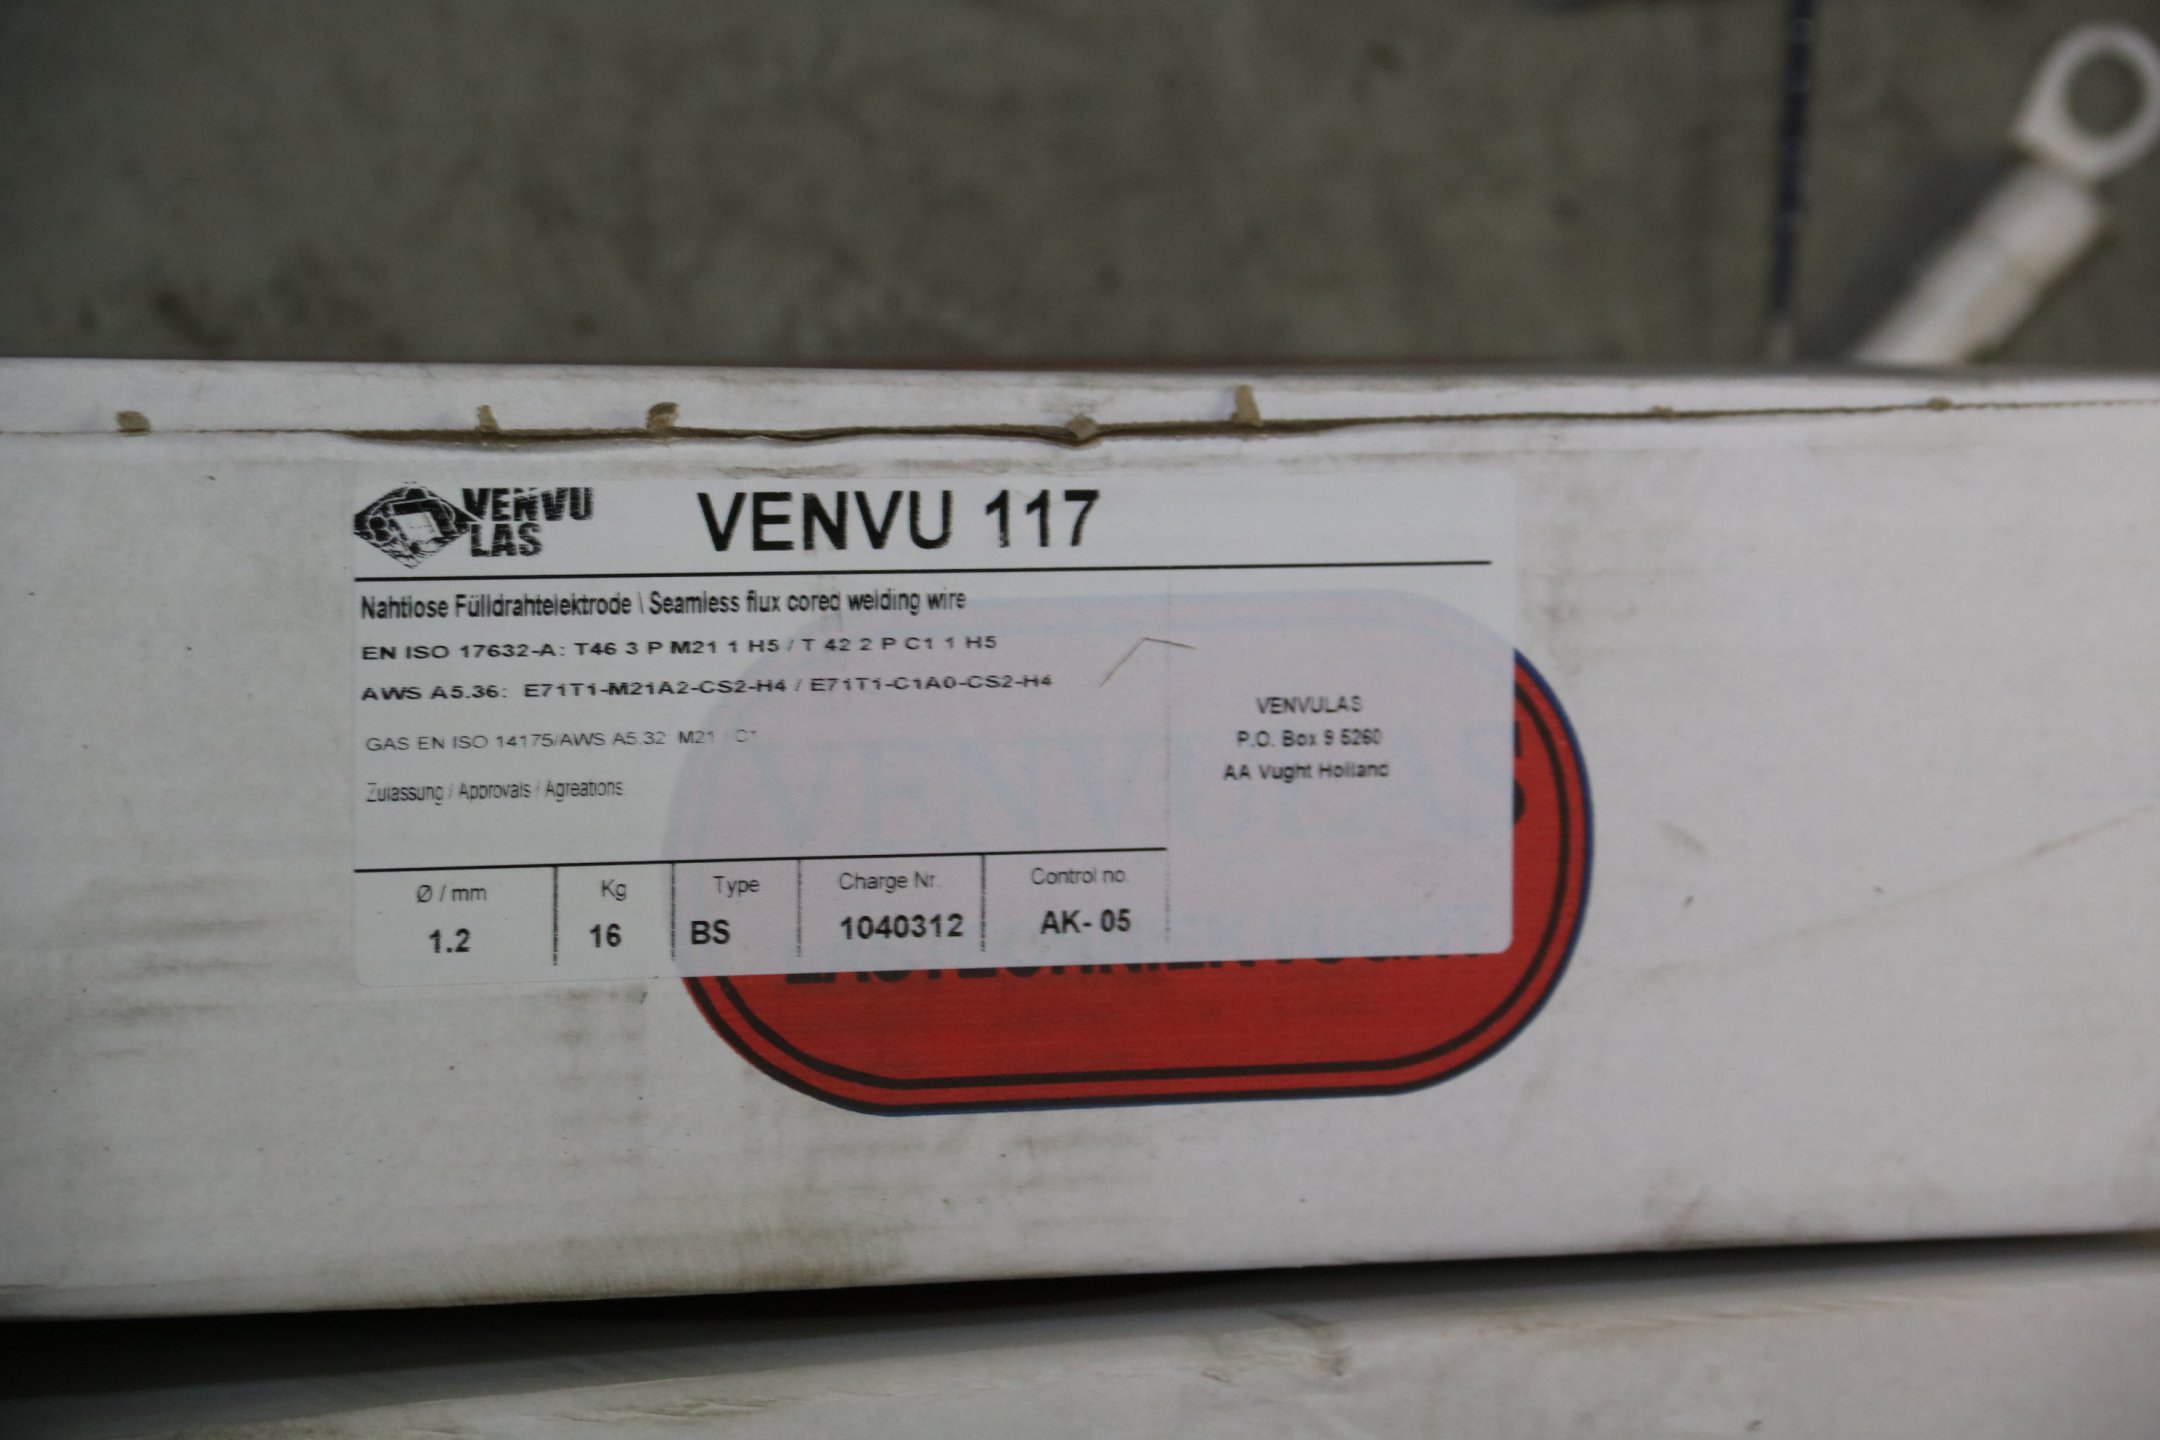 VENVU
LAS
VENVU 117
Nahtlose Fülldrahtelektrode \ Seamless flux cored welding wire
EN ISO 17632-A: T46 3 P M21 1 H5 / T 42 2 P C1 1 H5
AWS A5.36: E71T1-M21A2-CS2-H4 / E71T1-C1A0-CS2-H4
GAS EN ISO 14175/AWS A5.32 M21 C1
Zulassung / Approvals / Agreations
VENVULAS
P.O. Box 9 5260
AA Vught Holland
Ø / mm Kg Type Charge Nr. Control no.
1.2 16 BS 1040312 AK- 05
VENVULAS